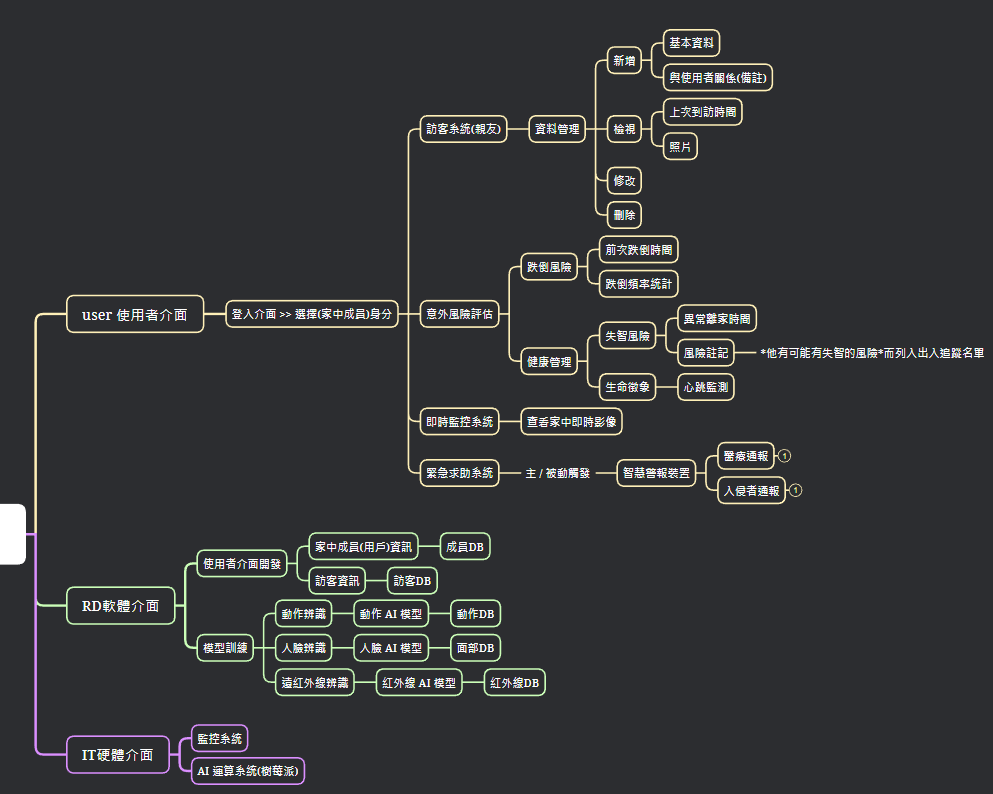 基本資料
新增
與使用者關係(備註)
上次到訪時間
訪客系統(親友)
資料管理
檢視
照片
修改
刪除
前次跌倒時間
跌倒風險
跌倒頻率統計
user 使用者介面
登入介面 >> 選擇(家中成員)身分
意外風險評估
異常離家時間
失智風險
風險註記
*他有可能有失智的風險*而列入出入追蹤名單
健康管理
生命徵象
心跳監測
即時監控系統
查看家中即時影像
醫療通報
1
緊急求助系統
主 / 被動觸發
智慧警報裝置
入侵者通報
1
家中成員(用戶)資訊
成員DB
使用者介面開發
訪客資訊
訪客DB
RD軟體介面
動作辨識
動作 AI 模型
動作DB
模型訓練
人臉辨識
人臉 AI 模型
面部DB
遠紅外線辨識
紅外線 AI 模型
紅外線DB
監控系統
IT硬體介面
AI 運算系統(樹莓派)